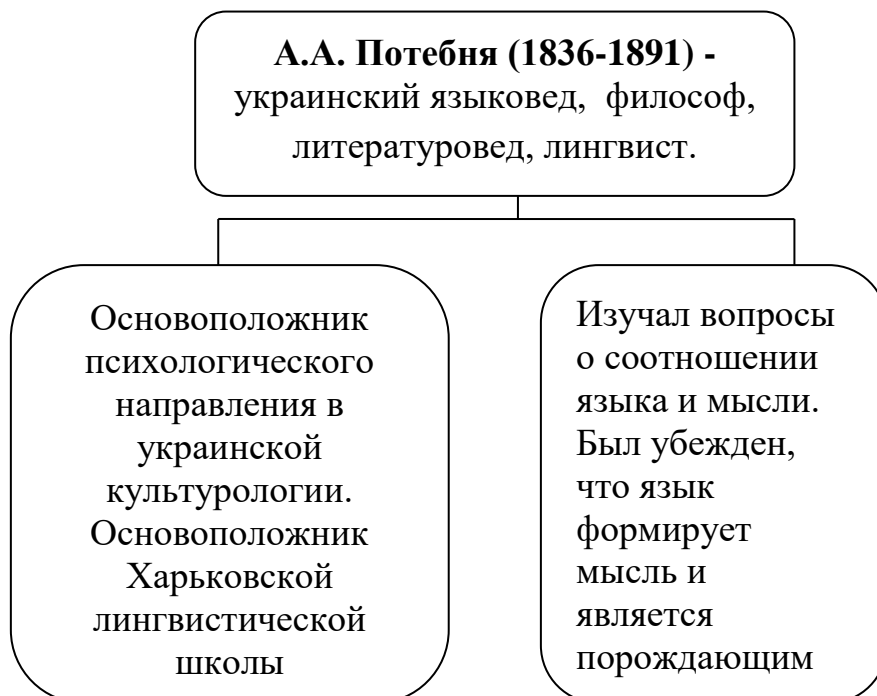 А.А. Потебня (1836-1891) -
украинский языковед, философ,
литературовед, лингвист.
Основоположник
психологического
направления в
украинской
культурологии.
Основоположник
Харьковской
лингвистической
школы
Изучал вопросы
о соотношении
языка и мысли.
Был убежден,
что язык
формирует
мысль и
является
порождающим